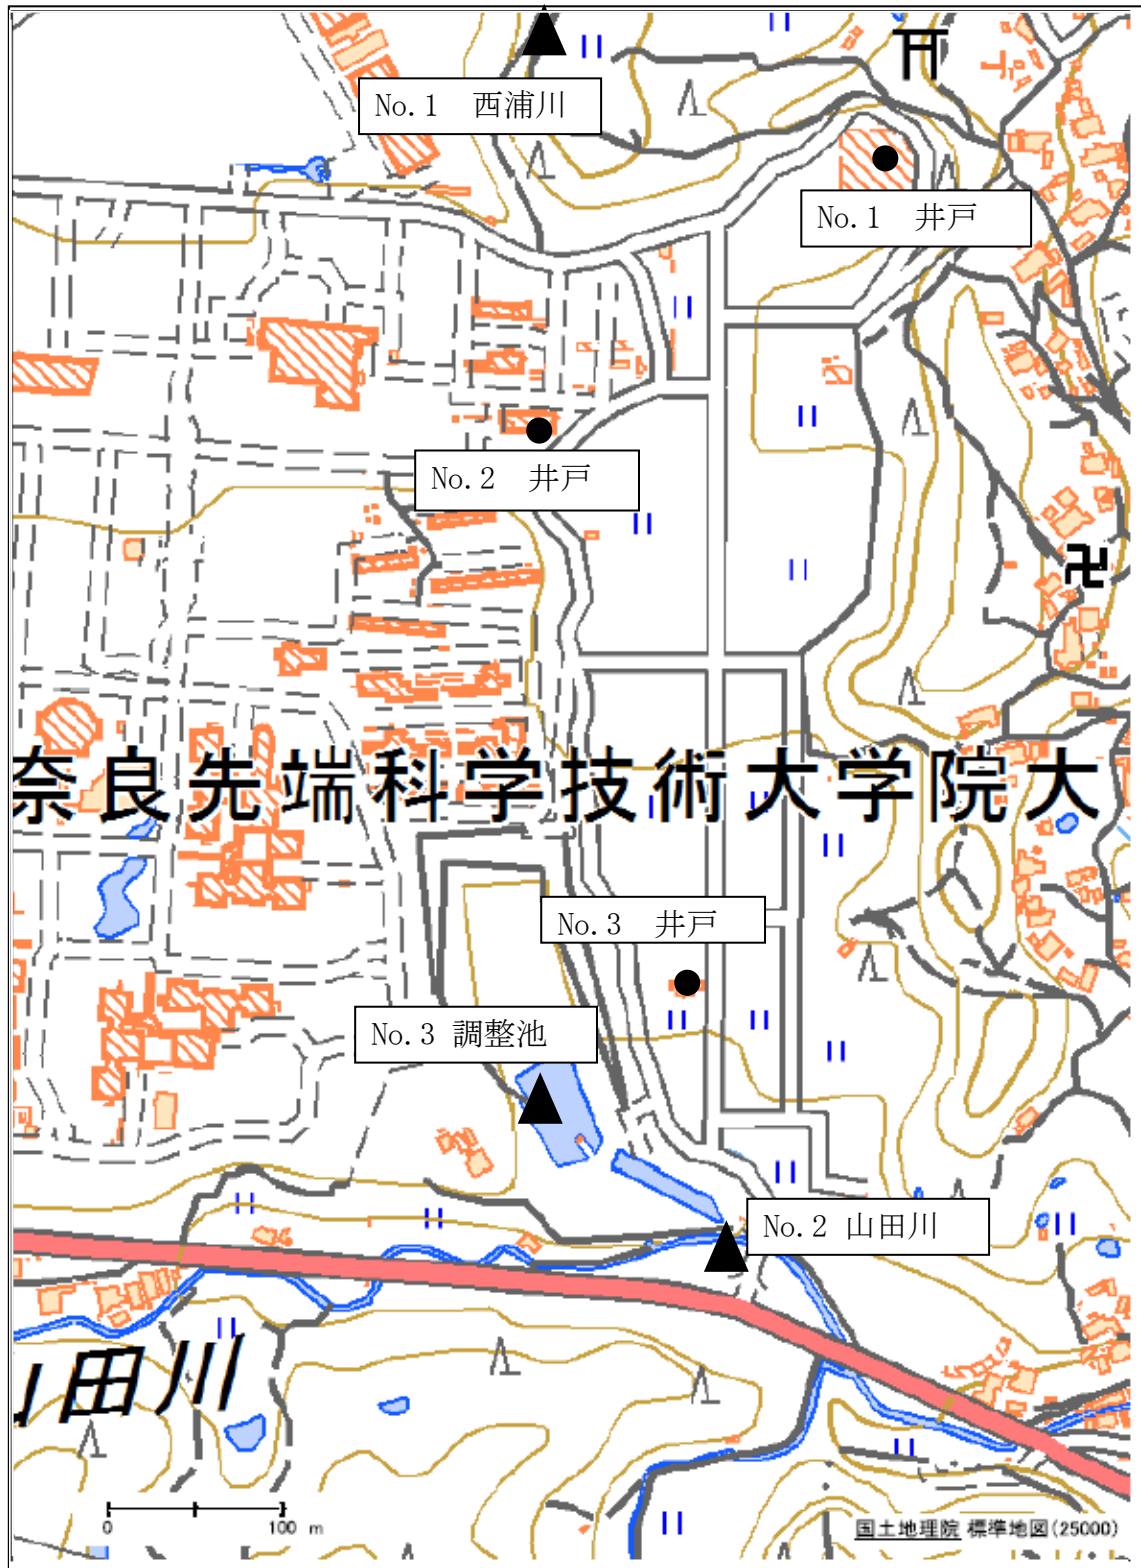 No.1 西浦川
No.1 井戸
No.2 井戸
奈良先端科学技術大学院大
No.3 井戸
No.3 調整池
No.2 山田川
山田川
0 100 m
国土地理院 標準地図(25000)